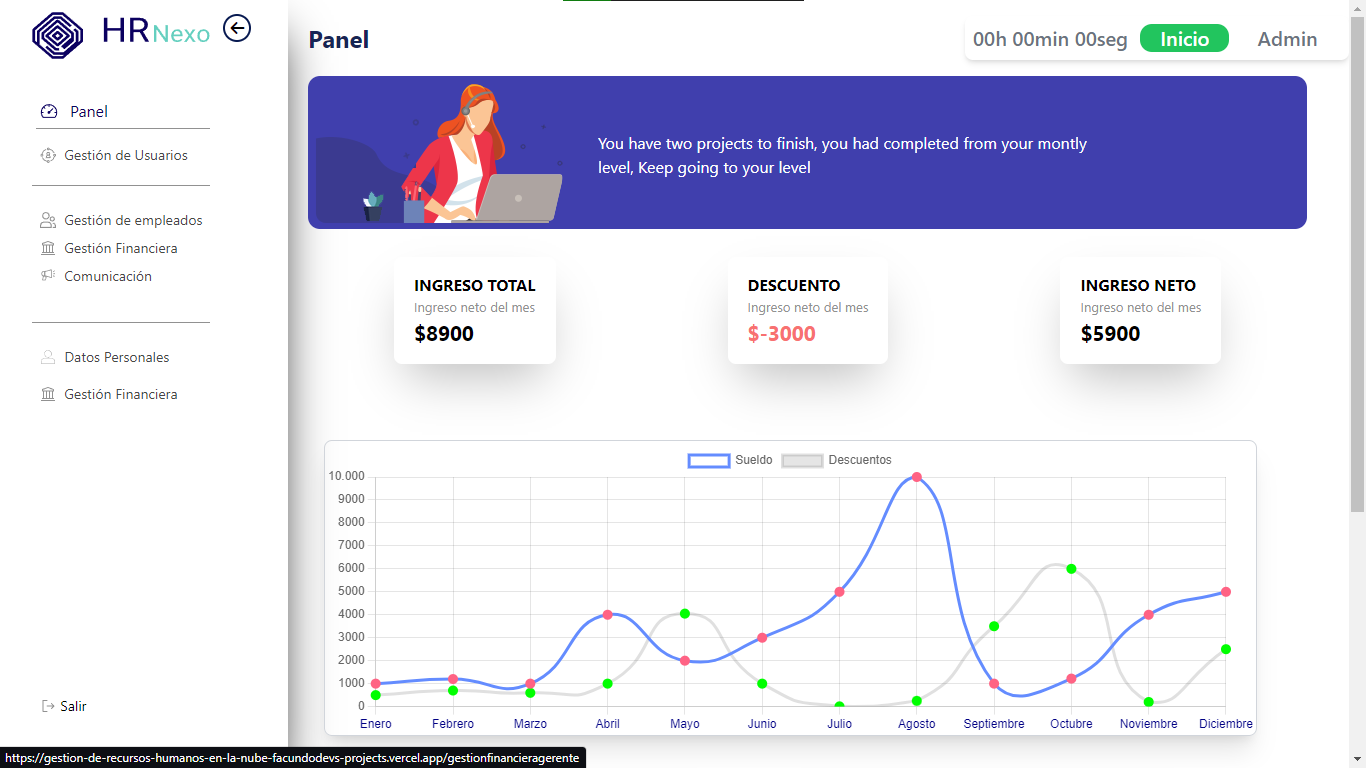 HR Nexo
Panel
Gestión de Usuarios
Gestión de empleados
Gestión Financiera
Comunicación
Datos Personales
Gestión Financiera
Salir
Panel
00h 00min 00seg
Inicio
Admin
You have two projects to finish, you had completed from your montly
level, Keep going to your level
INGRESO TOTAL
Ingreso neto del mes
$8900
DESCUENTO
Ingreso neto del mes
$-3000
INGRESO NETO
Ingreso neto del mes
$5900
Sueldo Descuentos
10.000
9000
8000
7000
6000
5000
4000
3000
2000
1000
0
Enero Febrero Marzo Abril Mayo Junio Julio Agosto Septiembre Octubre Noviembre Diciembre
https://gestion-de-recursos-humanos-en-la-nube-facundodevs-projects.vercel.app/gestionfinancieragerente